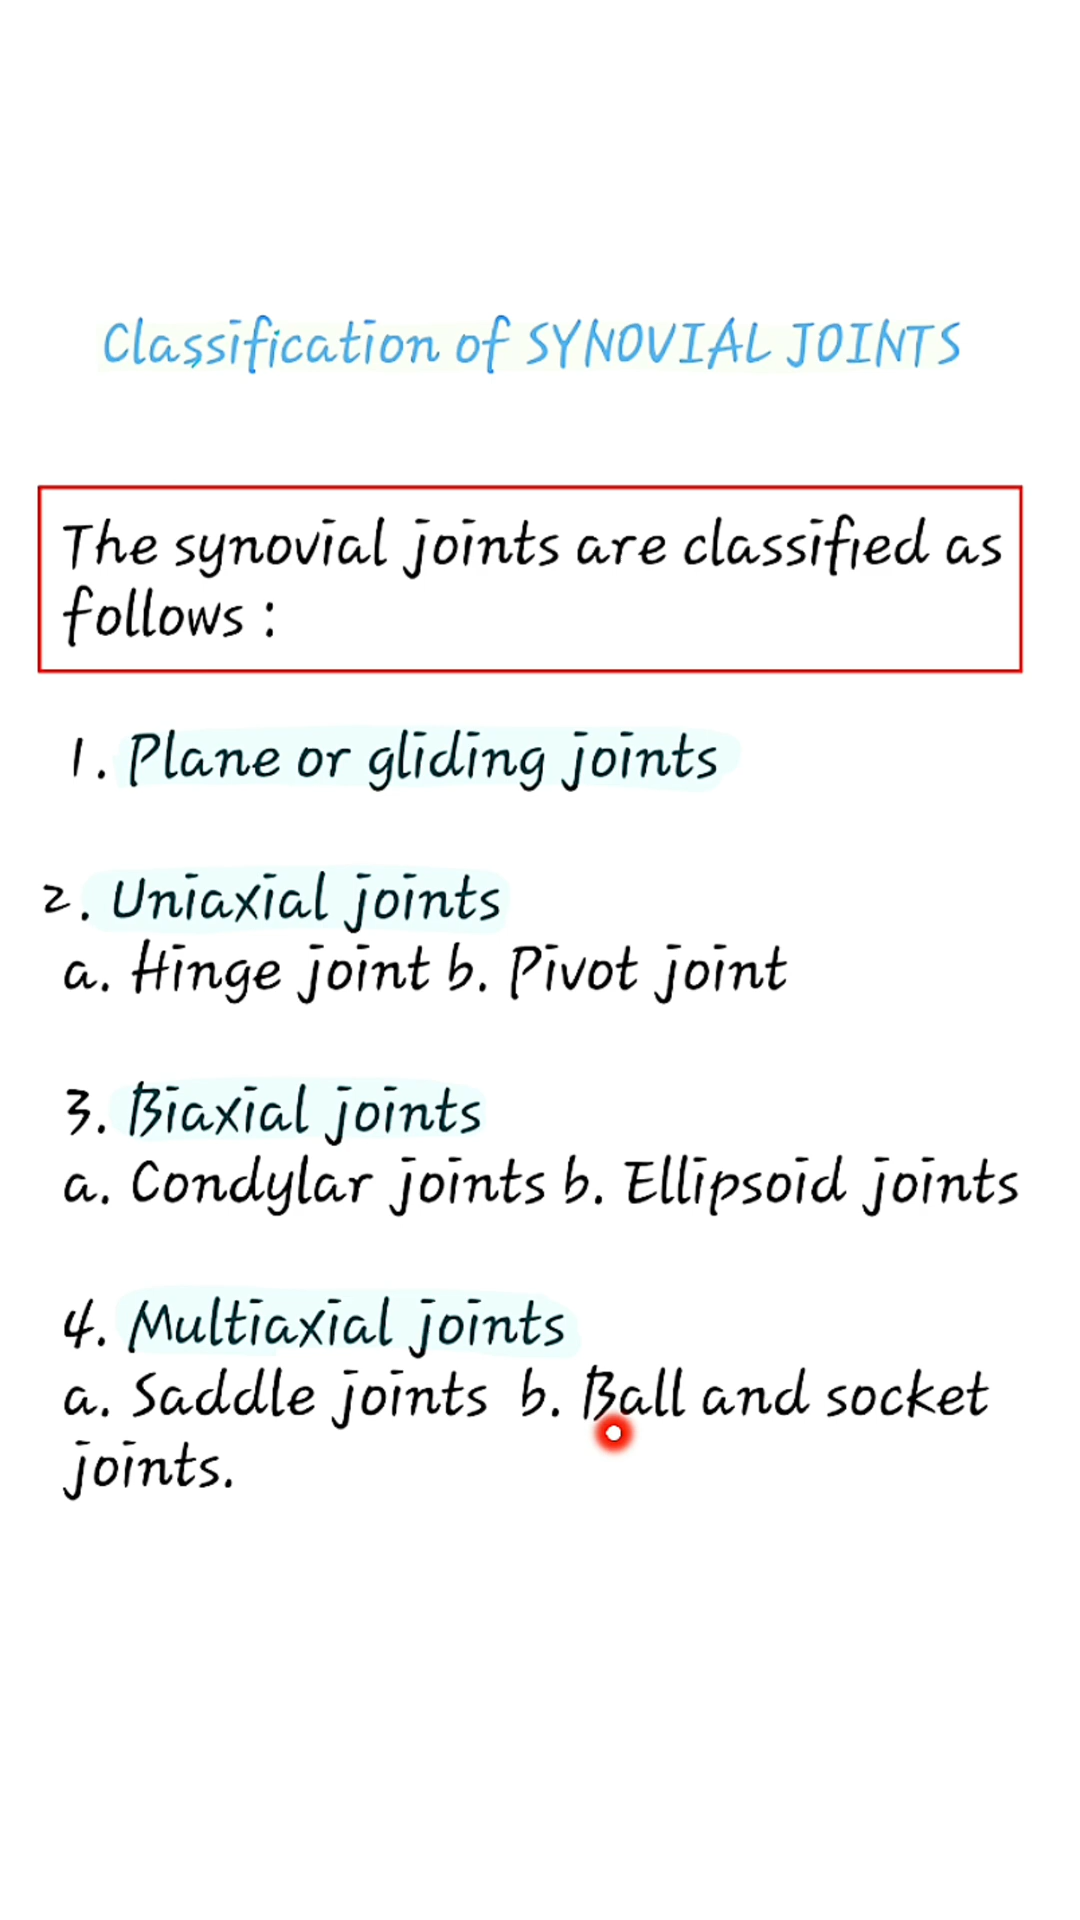 Classification of SYNOVIAL JOINTS
The synovial joints are classified as
follows :
1. Plane or gliding joints
2. Uniaxial joints
a. Hinge joint b. Pivot joint
3. Biaxial joints
a. Condylar joints b. Ellipsoid joints
4. Multiaxial joints
a. Saddle joints b. Ball and socket
joints.